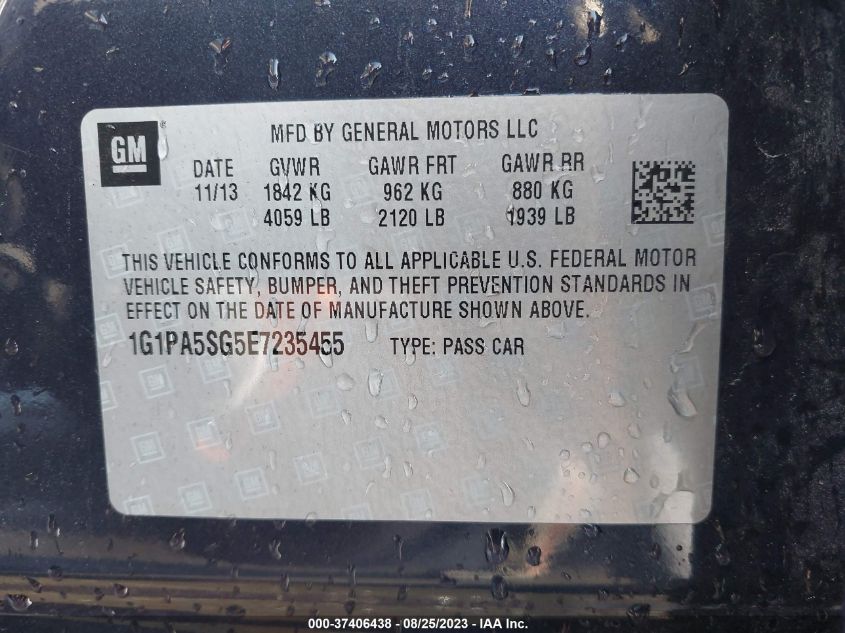 GM
MFD BY GENERAL MOTORS LLC
DATE GVWR GAWR FRT GAWR RR
11/13 1842 KG 962 KG 880 KG
4059 LB 2120 LB 1939 LB
THIS VEHICLE CONFORMS TO ALL APPLICABLE U.S. FEDERAL MOTOR
VEHICLE SAFETY, BUMPER, AND THEFT PREVENTION STANDARDS IN
EFFECT ON THE DATE OF MANUFACTURE SHOWN ABOVE.
1G1PA5SG5E7235455 TYPE: PASS CAR
000-37406438 - 08/25/2023 - IAA Inc.